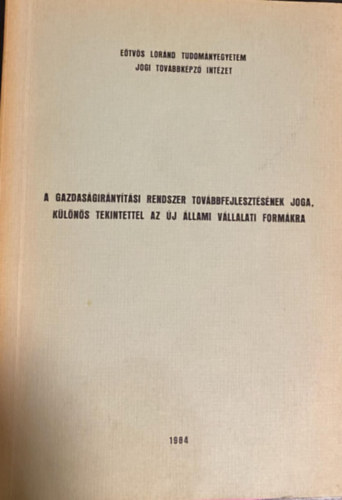 EÖTVÖS LORÁND TUDOMÁNYEGYETEM
JOGI TOVÁBBKÉPZŐ INTÉZET
A GAZDASÁGIRÁNYÍTÁSI RENDSZER TOVÁBBFEJLESZTÉSÉNEK JOGA,
KÜLÖNÖS TEKINTETTEL AZ ÚJ ÁLLAMI VÁLLALATI FORMÁKRA
1984